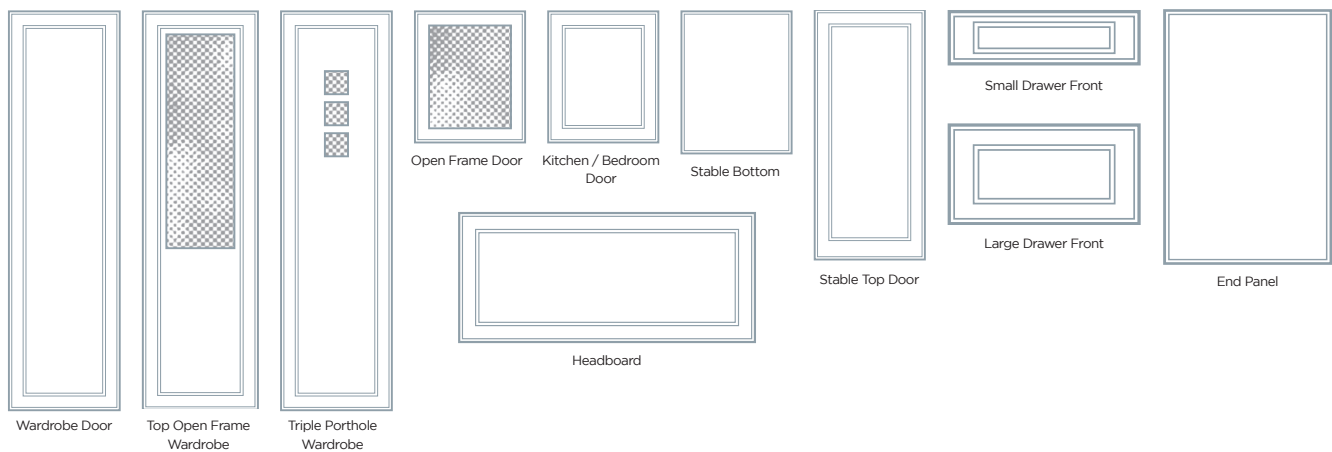 Wardrobe Door
Top Open Frame
Wardrobe
Triple Porthole
Wardrobe
Open Frame Door
Kitchen / Bedroom
Door
Stable Bottom
Headboard
Stable Top Door
Small Drawer Front
Large Drawer Front
End Panel